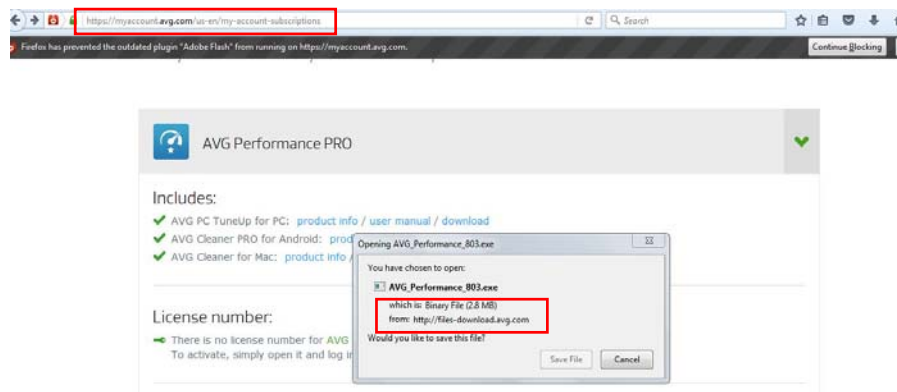 https://myaccount.avg.com/us-en/my-account-subscriptions
Search
Firefox has prevented the outdated plugin "Adobe Flash" from running on https://myaccount.avg.com.
Continue Blocking
AVG Performance PRO
Includes:
AVG PC TuneUp for PC: product info / user manual / download
AVG Cleaner PRO for Android: prod
AVG Cleaner for Mac: product info /
License number:
There is no license number for AVG
To activate, simply open it and log in
Opening AVG_Performance_803.exe
You have chosen to open:
AVG_Performance_803.exe
which is: Binary File (2.8 MB)
from: http://files-download.avg.com
Would you like to save this file?
Save File
Cancel